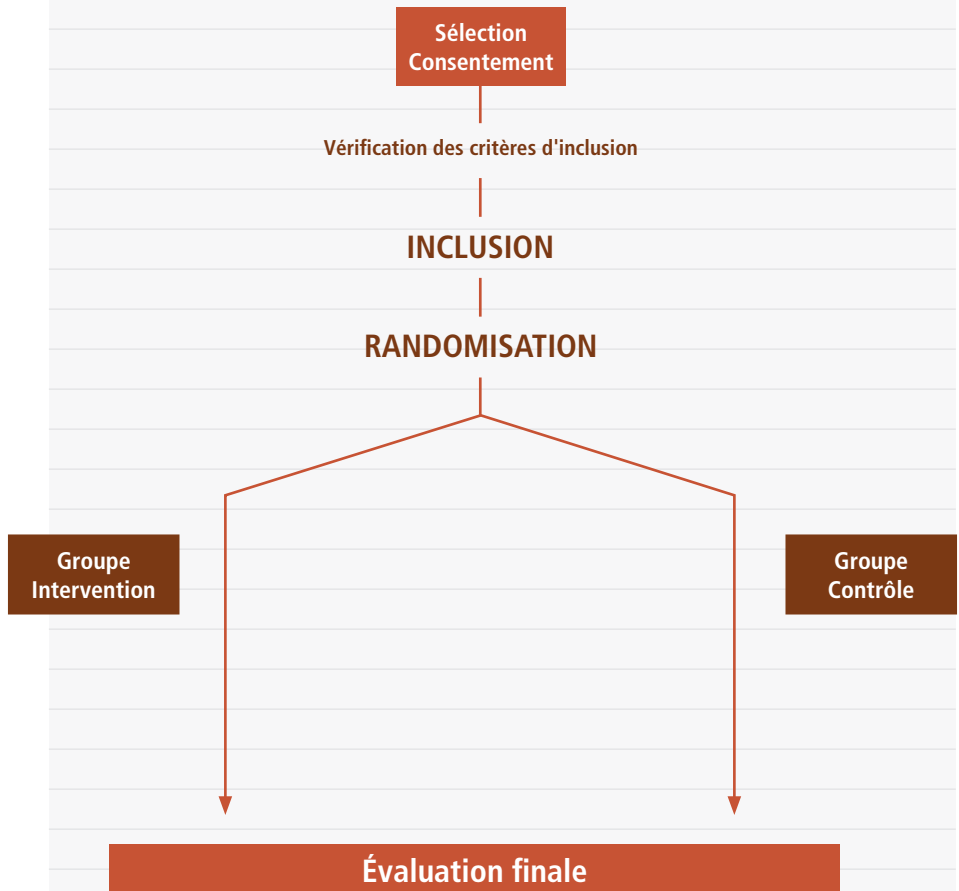 Sélection
Consentement
Vérification des critères d'inclusion
INCLUSION
RANDOMISATION
Groupe
Intervention
Groupe
Contrôle
Évaluation finale